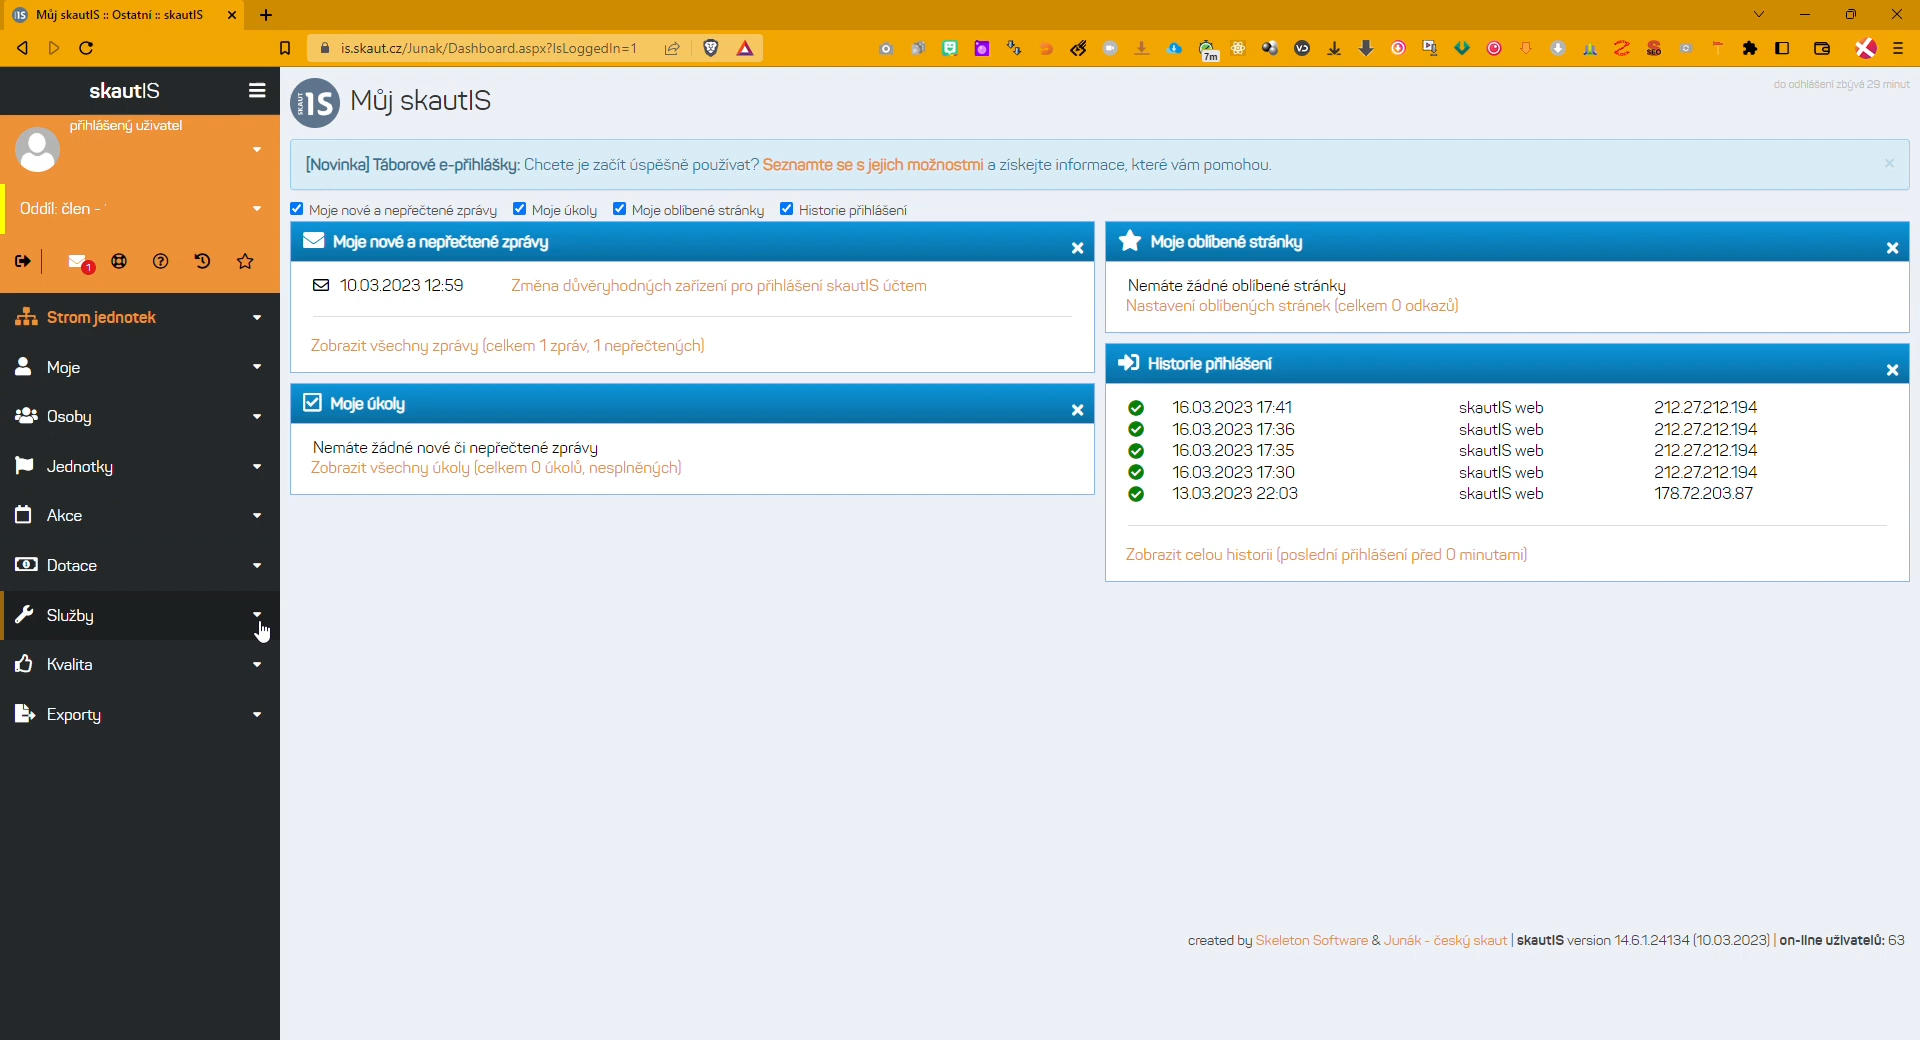 Můj skautIS :: Ostatní :: skautIS
is.skaut.cz/Junak/Dashboard.aspx?IsLoggedIn=1
7m
SEO
skautIS
přihlášený uživatel
Oddíl: člen -
1
Strom jednotek
Moje
Osoby
Jednotky
Akce
Dotace
Služby
Kvalita
Exporty
Můj skautIS
do odhlášení zbývá 29 minut
[Novinka] Táborové e-přihlášky: Chcete je začít úspěšně používat? Seznamte se s jejich možnostmi a získejte informace, které vám pomohou.
Moje nové a nepřečtené zprávy Moje úkoly Moje oblíbené stránky Historie přihlášení
Moje nové a nepřečtené zprávy
10.03.2023 12:59 Změna důvěryhodných zařízení pro přihlášení skautIS účtem
Zobrazit všechny zprávy (celkem 1 zpráv, 1 nepřečtených)
Moje úkoly
Nemáte žádné nové či nepřečtené zprávy
Zobrazit všechny úkoly (celkem 0 úkolů, nesplněných)
Moje oblíbené stránky
Nemáte žádné oblíbené stránky
Nastavení oblíbených stránek (celkem 0 odkazů)
Historie přihlášení
16.03.2023 17:41 skautIS web 212.27.212.194
16.03.2023 17:36 skautIS web 212.27.212.194
16.03.2023 17:35 skautIS web 212.27.212.194
16.03.2023 17:30 skautIS web 212.27.212.194
13.03.2023 22:03 skautIS web 178.72.203.87
Zobrazit celou historii (poslední přihlášení před 0 minutami)
created by Skeleton Software & Junák - český skaut | skautIS version 14.6.1.24134 (10.03.2023) | on-line uživatelů: 63